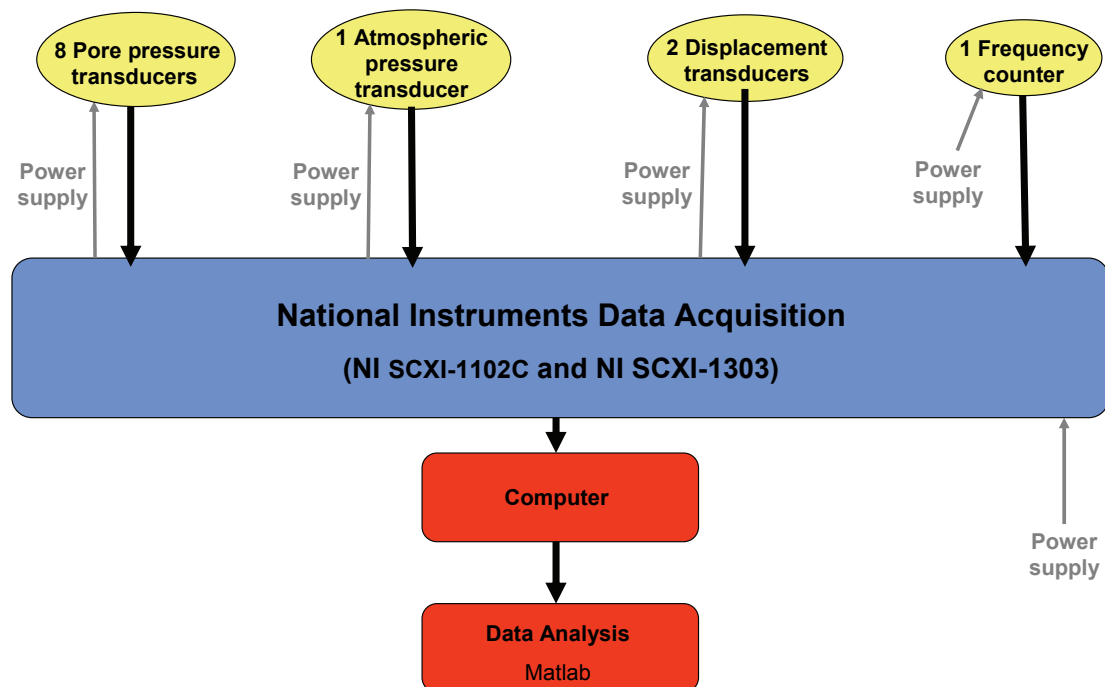 8 Pore pressure
transducers
1 Atmospheric
pressure
transducer
2 Displacement
transducers
1 Frequency
counter
Power
supply
Power
supply
Power
supply
Power
supply
National Instruments Data Acquisition
(NI SCXI-1102C and NI SCXI-1303)
Computer
Power
supply
Data Analysis
Matlab